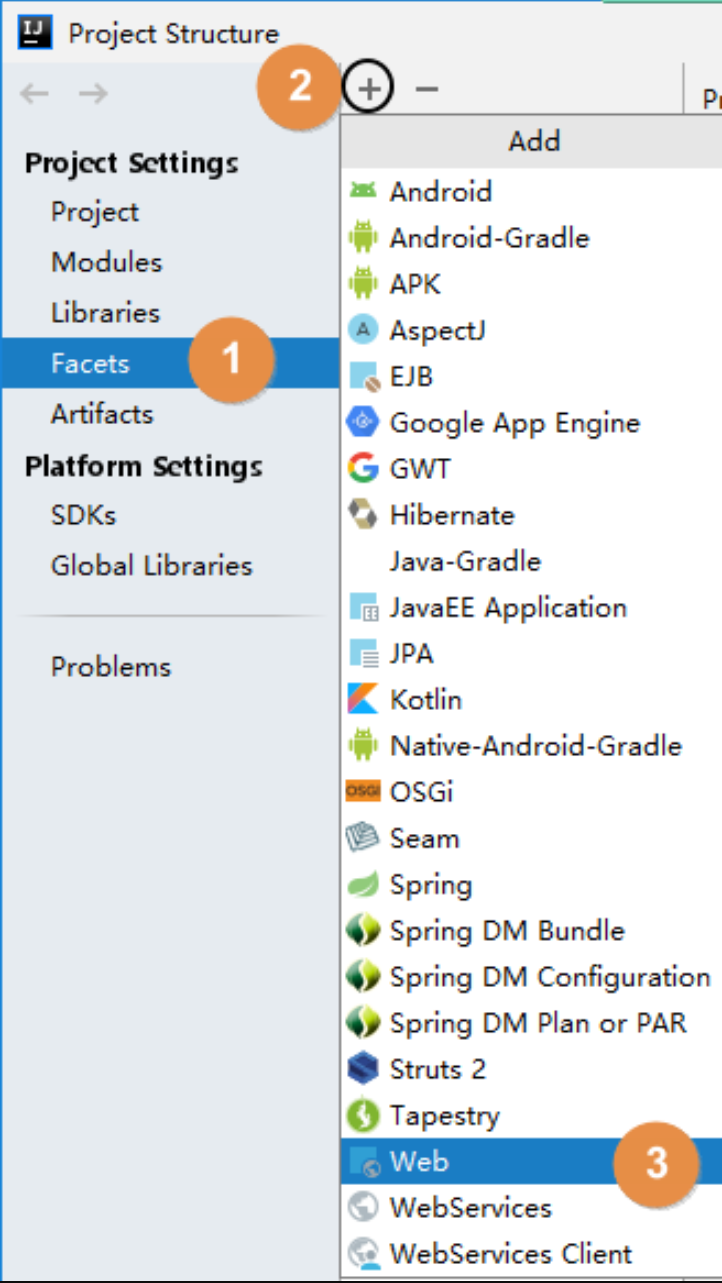 IJ Project Structure
2 + −
Pr
← →
Add
Project Settings
Project
Modules
Libraries
Facets 1
Artifacts
Platform Settings
SDKs
Global Libraries
Problems
Android
Android-Gradle
APK
A AspectJ
EJB
Google App Engine
G GWT
Hibernate
Java-Gradle
JavaEE Application
JPA
Kotlin
Native-Android-Gradle
OSGi OSGi
Seam
Spring
Spring DM Bundle
Spring DM Configuration
Spring DM Plan or PAR
Struts 2
Tapestry
Web 3
WebServices
WebServices Client